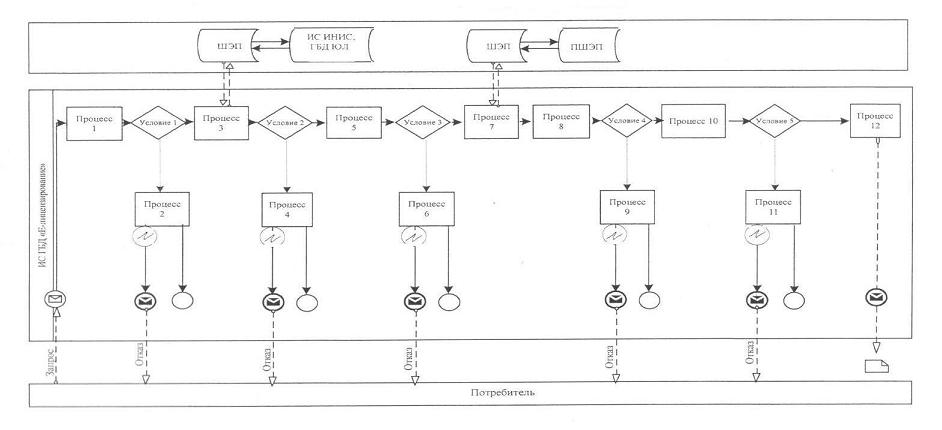 ШЭП
ИС ИНИС,
ГБД ЮЛ
ШЭП
ПШЭП
ИС ГБД «Е-лицензирование»
Процесс
1
Условие 1
Процесс
3
Условие 2
Процесс
5
Условие 3
Процесс
7
Процесс
8
Условие 4
Процесс 10
Условие 5
Процесс
12
Процесс
2
Процесс
4
Процесс
6
Процесс
9
Процесс
11
Запрос
Отказ
Отказ
Отказ
Отказ
Отказ
Потребитель